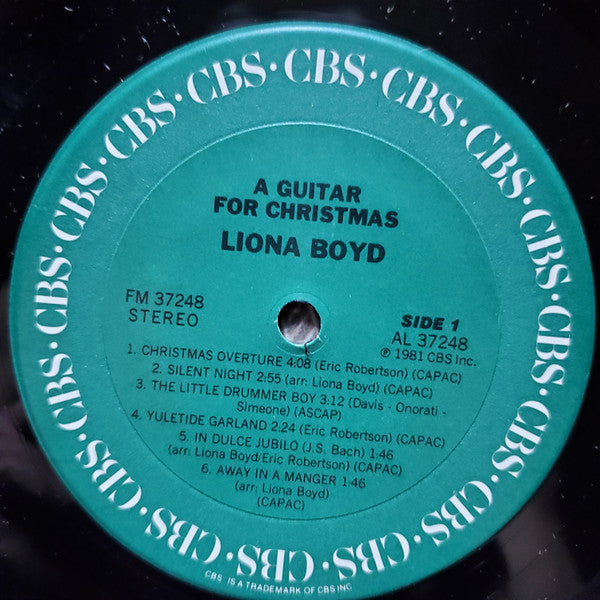 CBS · CBS · CBS · CBS · CBS · CBS · CBS · CBS · CBS · CBS · CBS · CBS · CBS · CBS · CBS · CBS ·
A GUITAR
FOR CHRISTMAS
LIONA BOYD
FM 37248
STEREO
SIDE 1
AL 37248
℗ 1981 CBS Inc.
1. CHRISTMAS OVERTURE 4:08 (Eric Robertson) (CAPAC)
2. SILENT NIGHT 2:55 (arr: Liona Boyd) (CAPAC)
3. THE LITTLE DRUMMER BOY 3:12 (Davis - Onorati -
Simeone) (ASCAP)
4. YULETIDE GARLAND 2:24 (Eric Robertson) (CAPAC)
5. IN DULCE JUBILO (J.S. Bach) 1:46
(arr: Liona Boyd/Eric Robertson) (CAPAC)
6. AWAY IN A MANGER 1:46
(arr: Liona Boyd)
(CAPAC)
CBS IS A TRADEMARK OF CBS INC